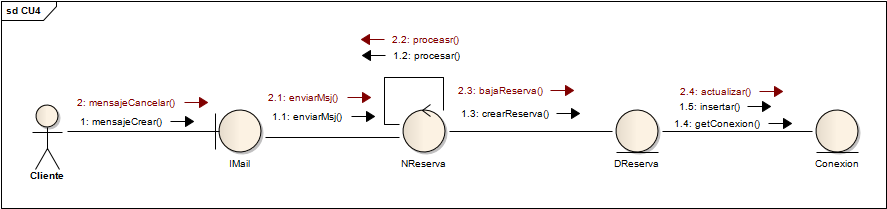 sd CU4
2.2: proceasr()
1.2: procesar()
2: mensajeCancelar()
1: mensajeCrear()
2.1: enviarMsj()
1.1: enviarMsj()
2.3: bajaReserva()
1.3: crearReserva()
2.4: actualizar()
1.5: insertar()
1.4: getConexion()
Cliente
IMail
NReserva
DReserva
Conexion